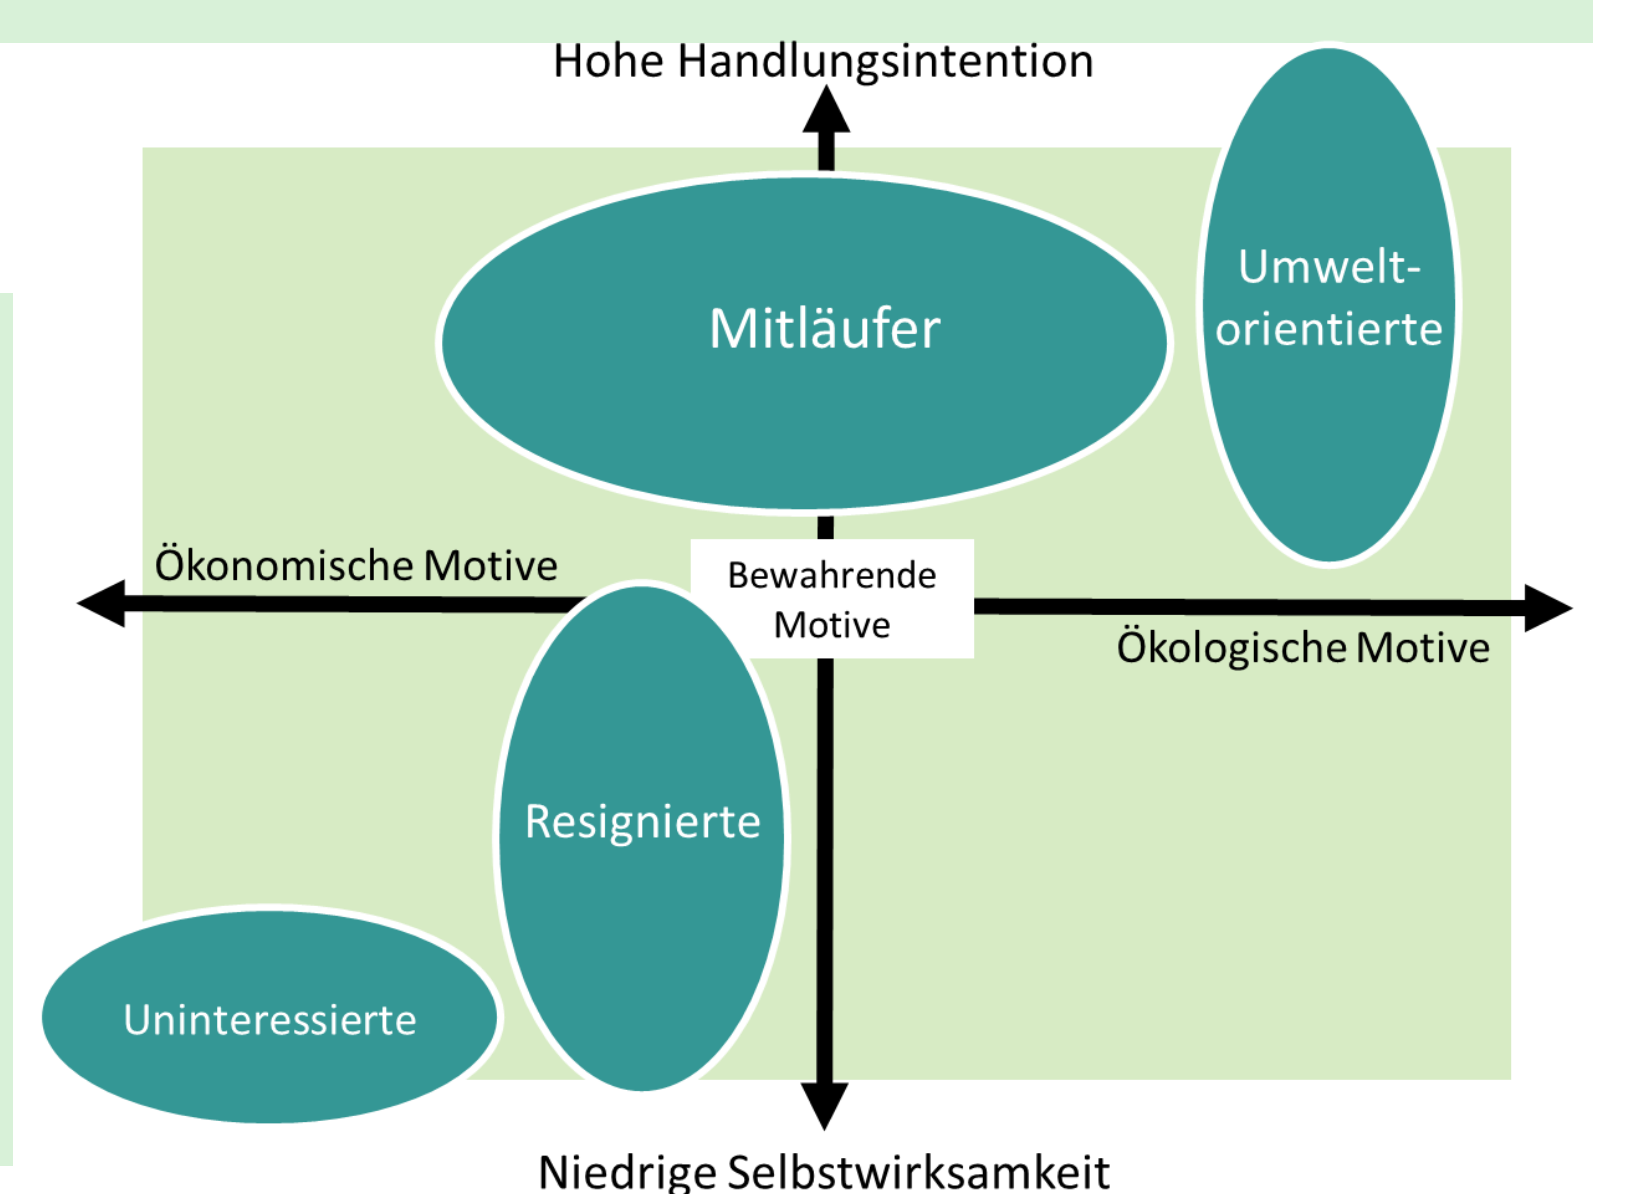 Hohe Handlungsintention
Umwelt-
orientierte
Mitläufer
Ökonomische Motive
Bewahrende
Motive
Ökologische Motive
Resignierte
Uninteressierte
Niedrige Selbstwirksamkeit